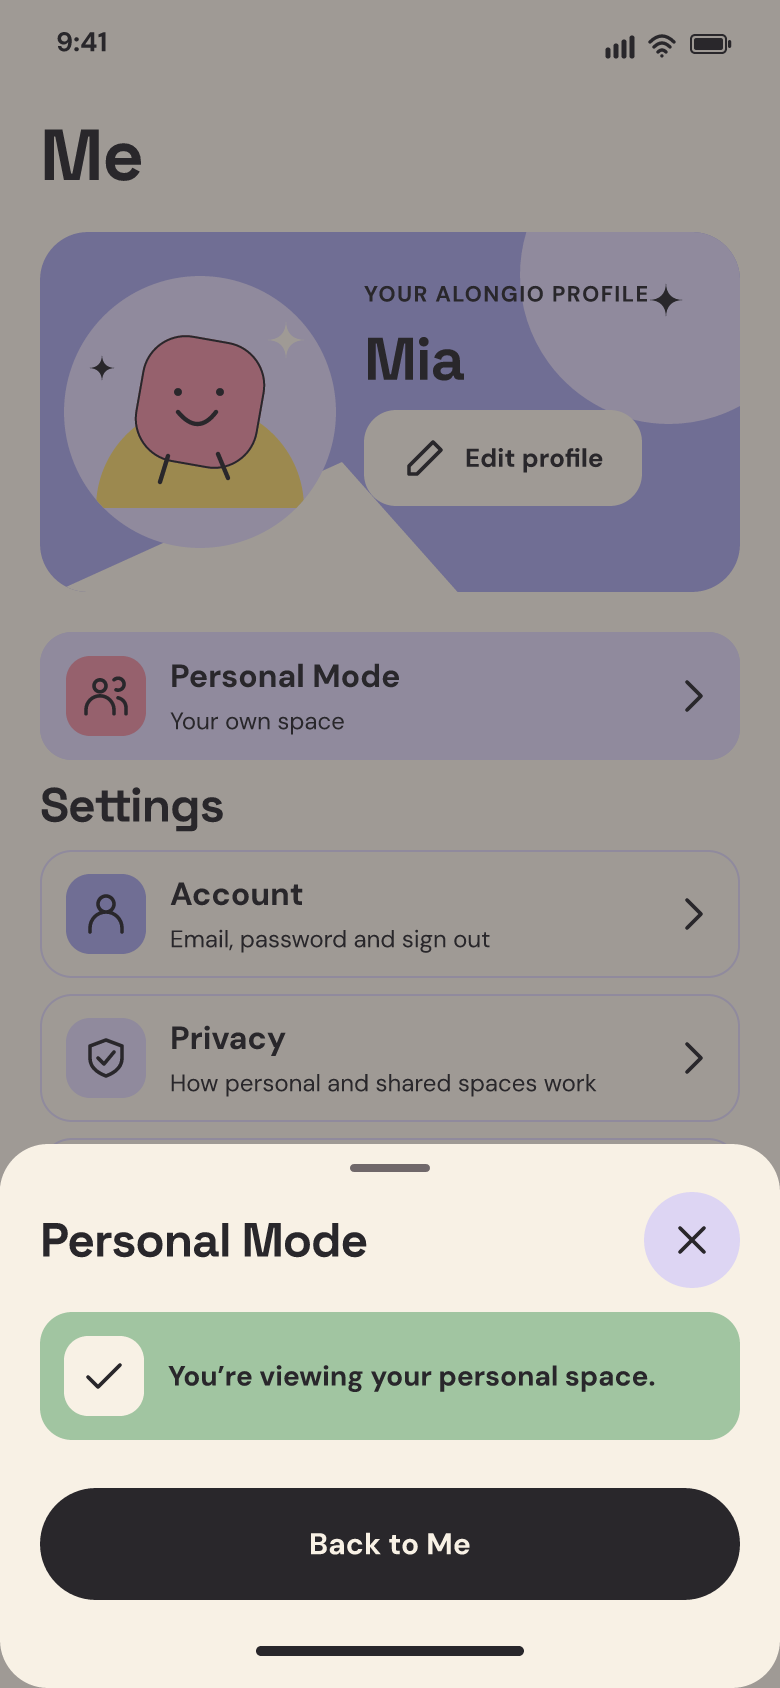 9:41
Me
YOUR ALONGIO PROFILE
Mia
Edit profile
Personal Mode
Your own space
Settings
Account
Email, password and sign out
Privacy
How personal and shared spaces work
Personal Mode
You’re viewing your personal space.
Back to Me